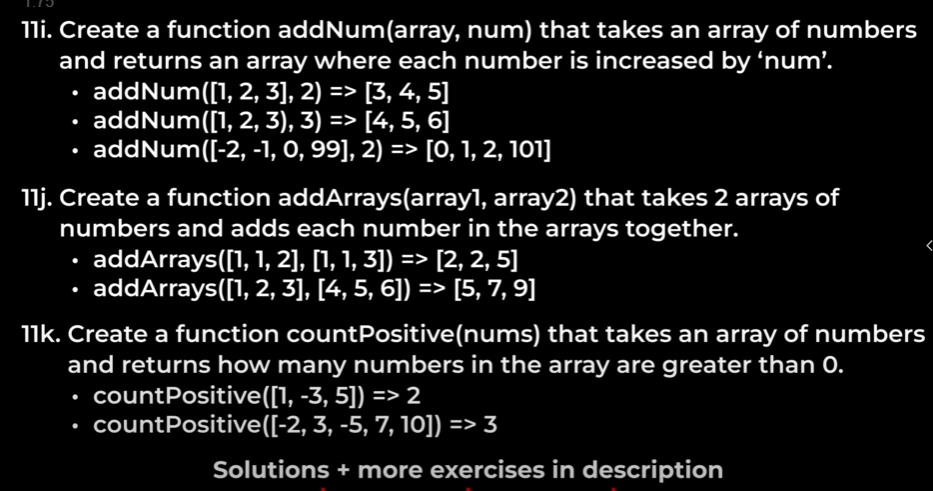 1.75
11i. Create a function addNum(array, num) that takes an array of numbers
and returns an array where each number is increased by ‘num’.
• addNum([1, 2, 3], 2) => [3, 4, 5]
• addNum([1, 2, 3), 3) => [4, 5, 6]
• addNum([-2, -1, 0, 99], 2) => [0, 1, 2, 101]
11j. Create a function addArrays(array1, array2) that takes 2 arrays of
numbers and adds each number in the arrays together.
• addArrays([1, 1, 2], [1, 1, 3]) => [2, 2, 5]
• addArrays([1, 2, 3], [4, 5, 6]) => [5, 7, 9]
11k. Create a function countPositive(nums) that takes an array of numbers
and returns how many numbers in the array are greater than 0.
• countPositive([1, -3, 5]) => 2
• countPositive([-2, 3, -5, 7, 10]) => 3
Solutions + more exercises in description